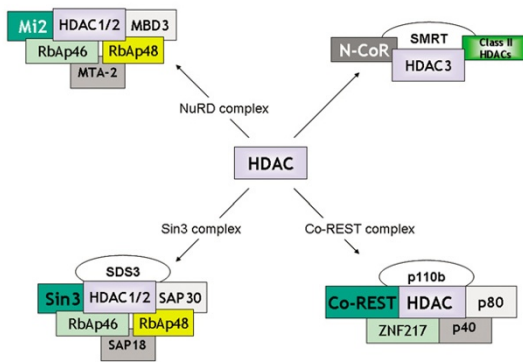 Mi2 HDAC1/2 MBD3
RbAp46 RbAp48
MTA-2
NuRD complex
SMRT
N-CoR Class II
HDACs
HDAC3
HDAC
Sin3 complex
Co-REST complex
SDS3
Sin3 HDAC1/2 SAP30
RbAp46 RbAp48
SAP18
p110b
Co-REST HDAC p80
ZNF217 p40